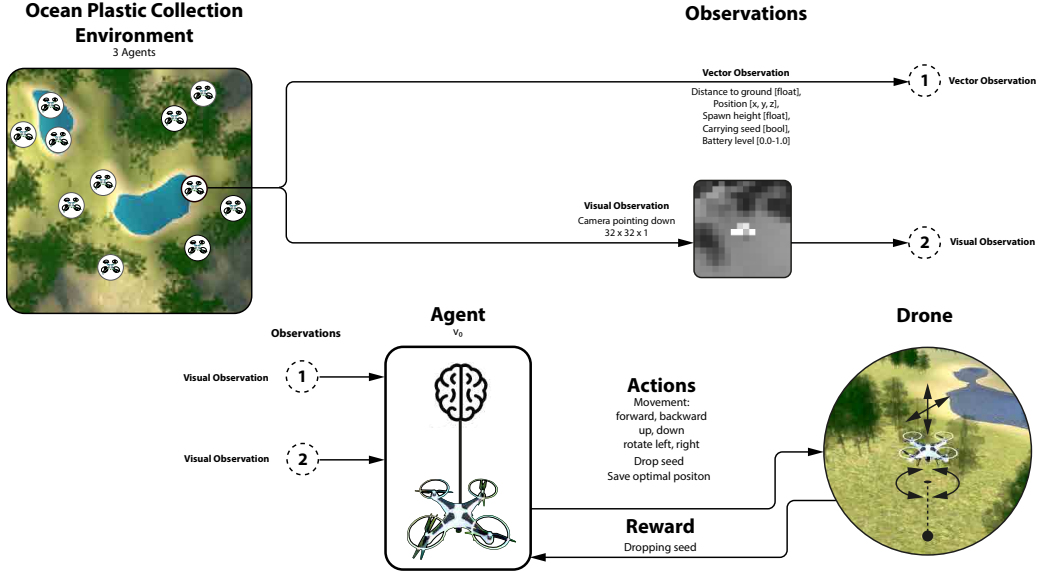 Ocean Plastic Collection
Environment
3 Agents
Observations
Vector Observation
Distance to ground [float],
Position [x, y, z],
Spawn height [float],
Carrying seed [bool],
Battery level [0.0-1.0]
1
Vector Observation
Visual Observation
Camera pointing down
32 x 32 x 1
2
Visual Observation
Observations
Visual Observation
1
Visual Observation
2
Agent
v₀
Actions
Movement:
forward, backward
up, down
rotate left, right
Drop seed
Save optimal positon
Reward
Dropping seed
Drone